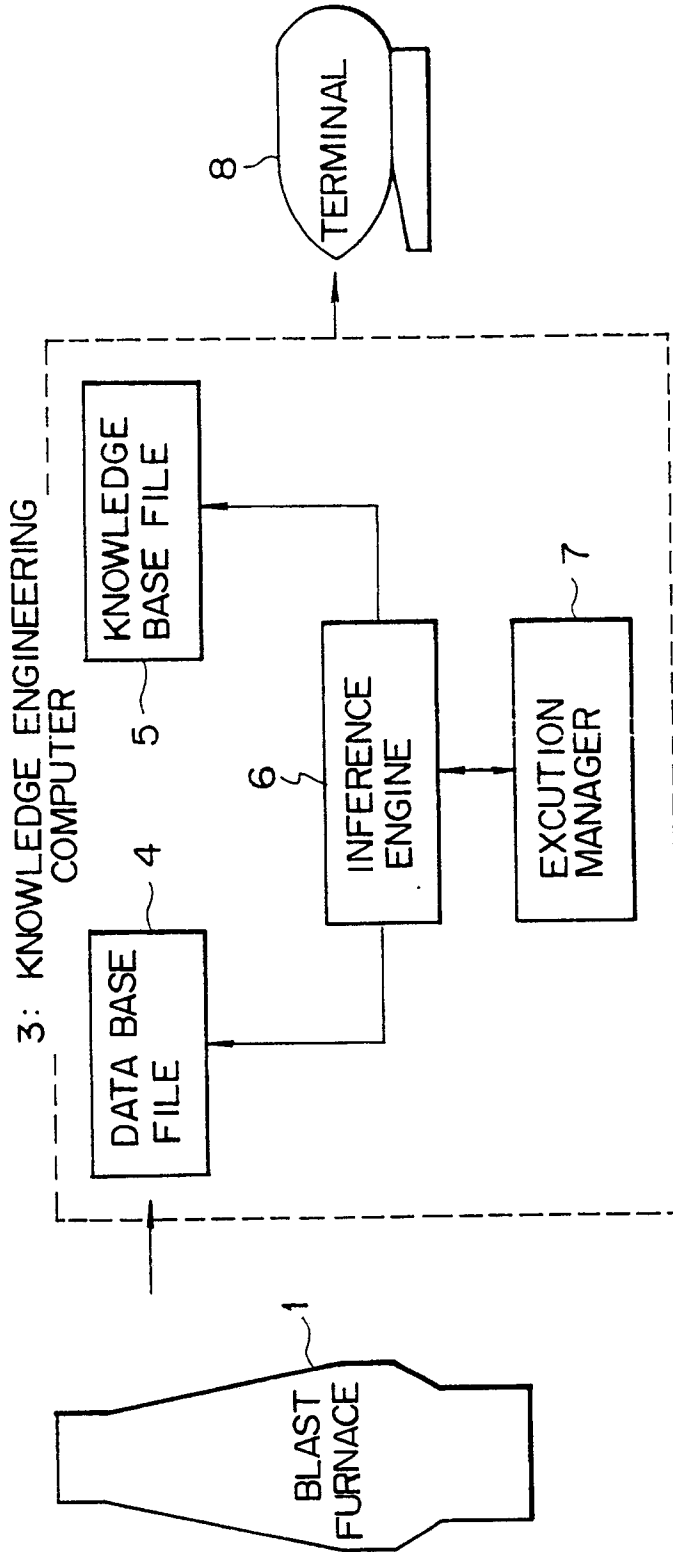 3: KNOWLEDGE ENGINEERING
COMPUTER
BLAST
FURNACE
1
DATA BASE
FILE
4
KNOWLEDGE
BASE FILE
5
INFERENCE
ENGINE
6
EXCUTION
MANAGER
7
TERMINAL
8